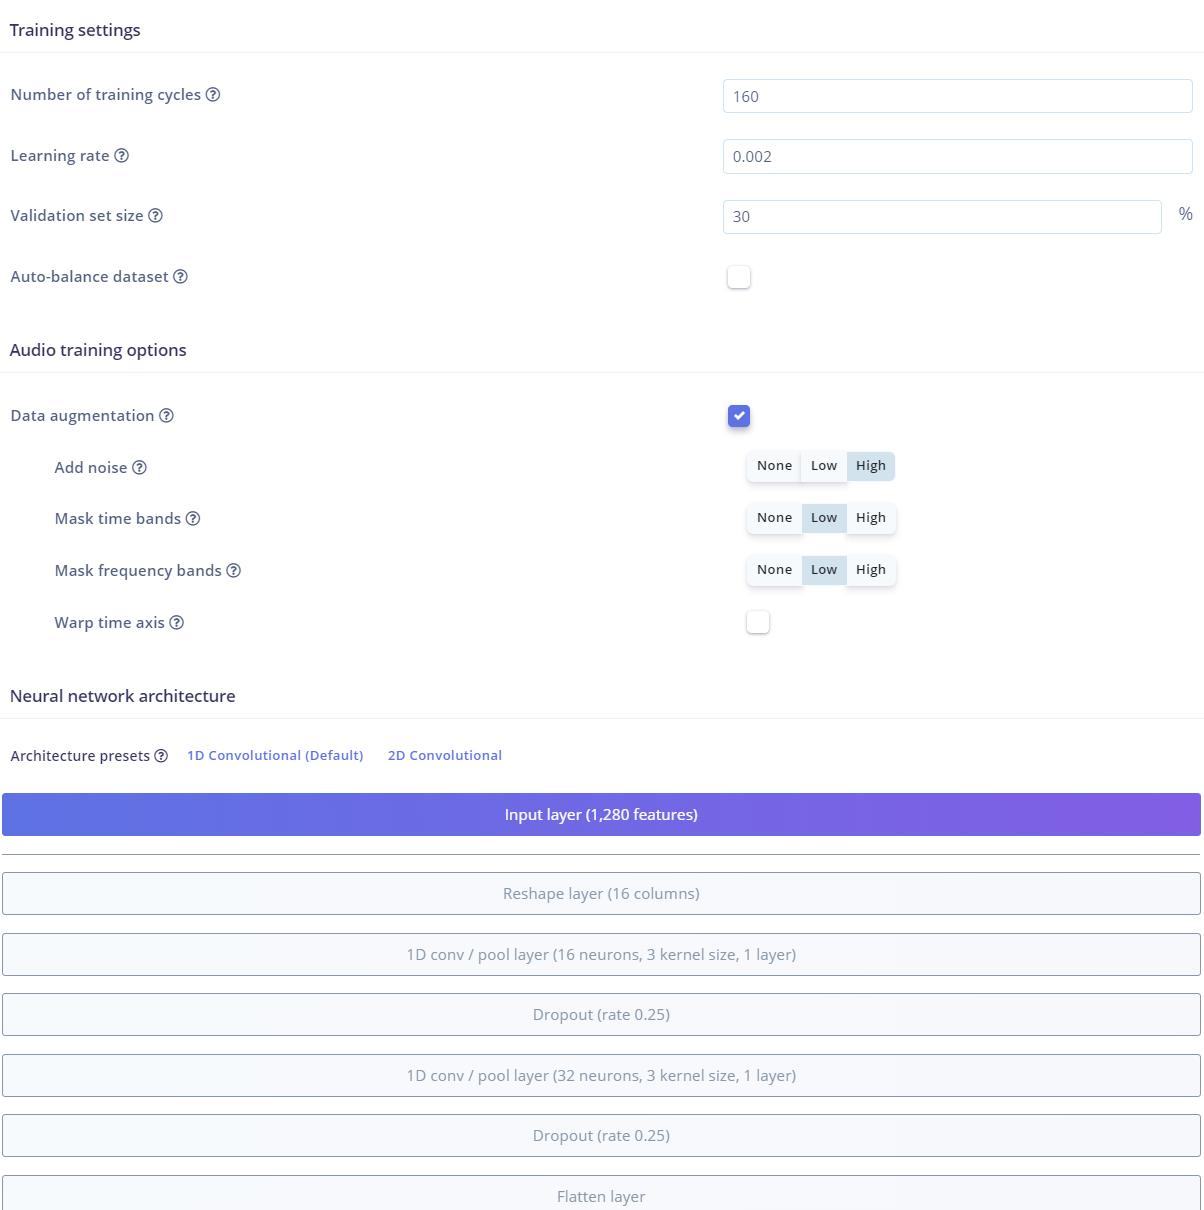 Training settings
Number of training cycles
160
Learning rate
0.002
Validation set size
30 %
Auto-balance dataset
Audio training options
Data augmentation
Add noise None Low High
Mask time bands None Low High
Mask frequency bands None Low High
Warp time axis
Neural network architecture
Architecture presets 1D Convolutional (Default) 2D Convolutional
Input layer (1,280 features)
Reshape layer (16 columns)
1D conv / pool layer (16 neurons, 3 kernel size, 1 layer)
Dropout (rate 0.25)
1D conv / pool layer (32 neurons, 3 kernel size, 1 layer)
Dropout (rate 0.25)
Flatten layer